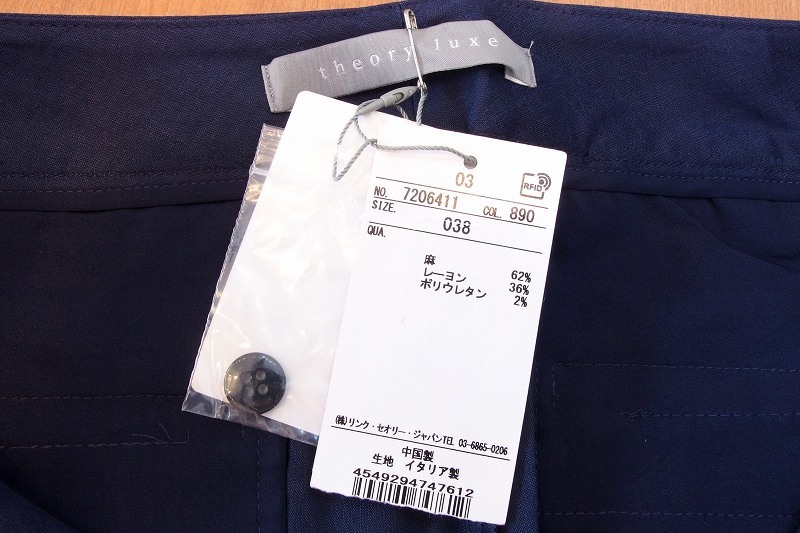 theory luxe
03
RFID
NO. 7206411 COL. 890
SIZE. 038
QUA.
麻 62%
レーヨン 36%
ポリウレタン 2%
㈱リンク・セオリー・ジャパンTEL 03-6865-0206
中国製
生地 イタリア製
4549294747612